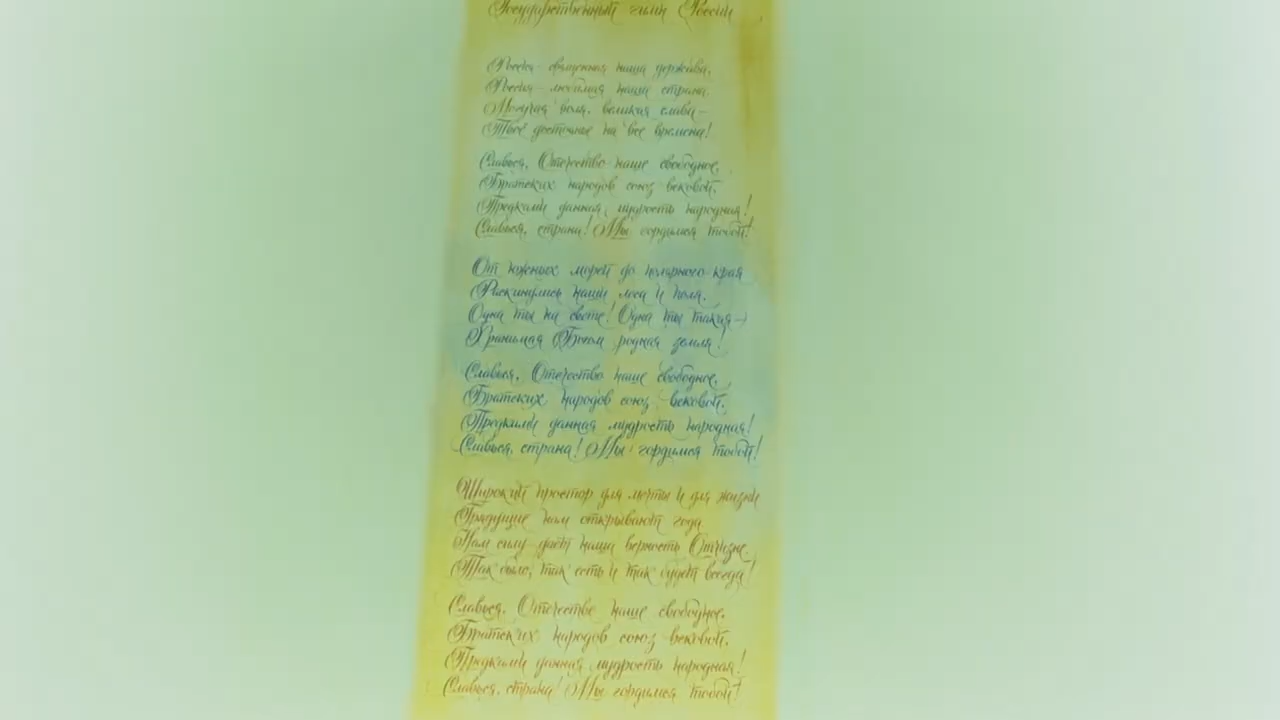 Государственный гимн России
Россия – священная наша держава,
Россия – любимая наша страна.
Могучая воля, великая слава –
Твоё достоянье на все времена!
Славься, Отечество наше свободное,
Братских народов союз вековой,
Предками данная мудрость народная!
Славься, страна! Мы гордимся тобой!
От южных морей до полярного края
Раскинулись наши леса и поля.
Одна ты на свете! Одна ты такая –
Хранимая Богом родная земля!
Славься, Отечество наше свободное,
Братских народов союз вековой,
Предками данная мудрость народная!
Славься, страна! Мы гордимся тобой!
Широкий простор для мечты и для жизни
Грядущие нам открывают года
Нам силу даёт наша верность Отчизне.
Так было, так есть и так будет всегда!
Славься, Отечество наше свободное,
Братских народов союз вековой,
Предками данная мудрость народная!
Славься, страна! Мы гордимся тобой!